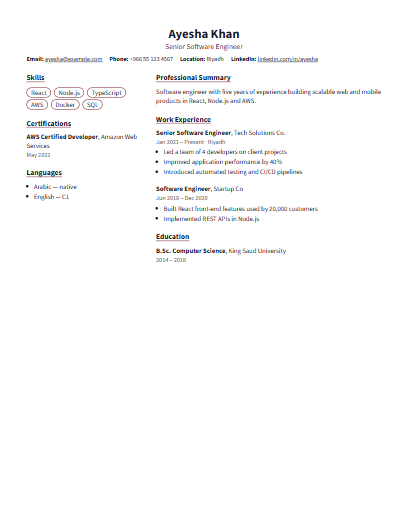 Ayesha Khan
Senior Software Engineer
Email: ayesha@example.com Phone: +966 55 123 4567 Location: Riyadh LinkedIn: linkedin.com/in/ayesha
Skills
React Node.js TypeScript
AWS Docker SQL
Certifications
AWS Certified Developer, Amazon Web
Services
May 2022
Languages
Arabic — native
English — C1
Professional Summary
Software engineer with five years of experience building scalable web and mobile
products in React, Node.js and AWS.
Work Experience
Senior Software Engineer, Tech Solutions Co.
Jan 2021 – Present · Riyadh
Led a team of 4 developers on client projects
Improved application performance by 40%
Introduced automated testing and CI/CD pipelines
Software Engineer, Startup Co
Jun 2018 – Dec 2020
Built React front-end features used by 20,000 customers
Implemented REST APIs in Node.js
Education
B.Sc. Computer Science, King Saud University
2014 – 2018